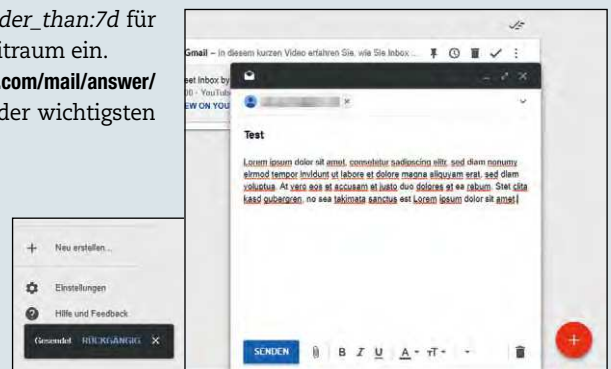 der_than:7d für
itraum ein.
.com/mail/answer/
der wichtigsten
Gmail – in diesem kurzen Video erfahren Sie, wie Sie Inbox ...
set Inbox by
00 - YouTub
EW ON YOU
Test
Lorem ipsum dolor sit amet, consetetur sadipscing elitr, sed diam nonumy
eirmod tempor invidunt ut labore et dolore magna aliquyam erat, sed diam
voluptua. At vero eos et accusam et justo duo dolores et ea rebum. Stet clita
kasd gubergren, no sea takimata sanctus est Lorem ipsum dolor sit amet.
SENDEN B I U A T
Neu erstellen...
Einstellungen
Hilfe und Feedback
Gesendet RÜCKGÄNGIG X